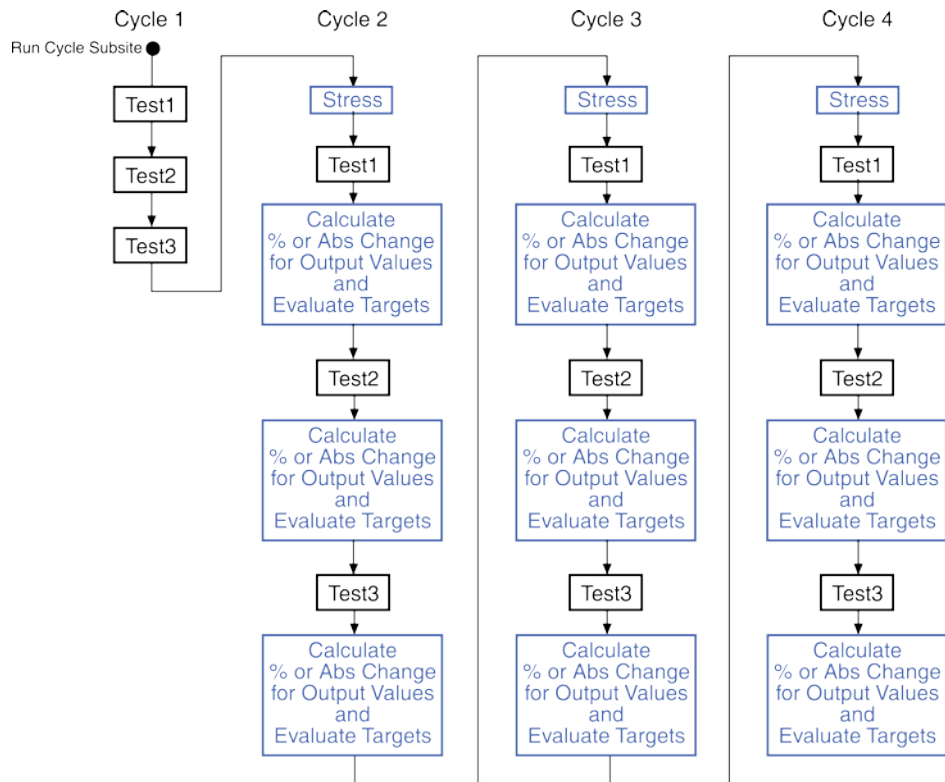 Cycle 1
Run Cycle Subsite
Test1
Test2
Test3
Cycle 2
Stress
Test1
Calculate
% or Abs Change
for Output Values
and
Evaluate Targets
Test2
Calculate
% or Abs Change
for Output Values
and
Evaluate Targets
Test3
Calculate
% or Abs Change
for Output Values
and
Evaluate Targets
Cycle 3
Stress
Test1
Calculate
% or Abs Change
for Output Values
and
Evaluate Targets
Test2
Calculate
% or Abs Change
for Output Values
and
Evaluate Targets
Test3
Calculate
% or Abs Change
for Output Values
and
Evaluate Targets
Cycle 4
Stress
Test1
Calculate
% or Abs Change
for Output Values
and
Evaluate Targets
Test2
Calculate
% or Abs Change
for Output Values
and
Evaluate Targets
Test3
Calculate
% or Abs Change
for Output Values
and
Evaluate Targets